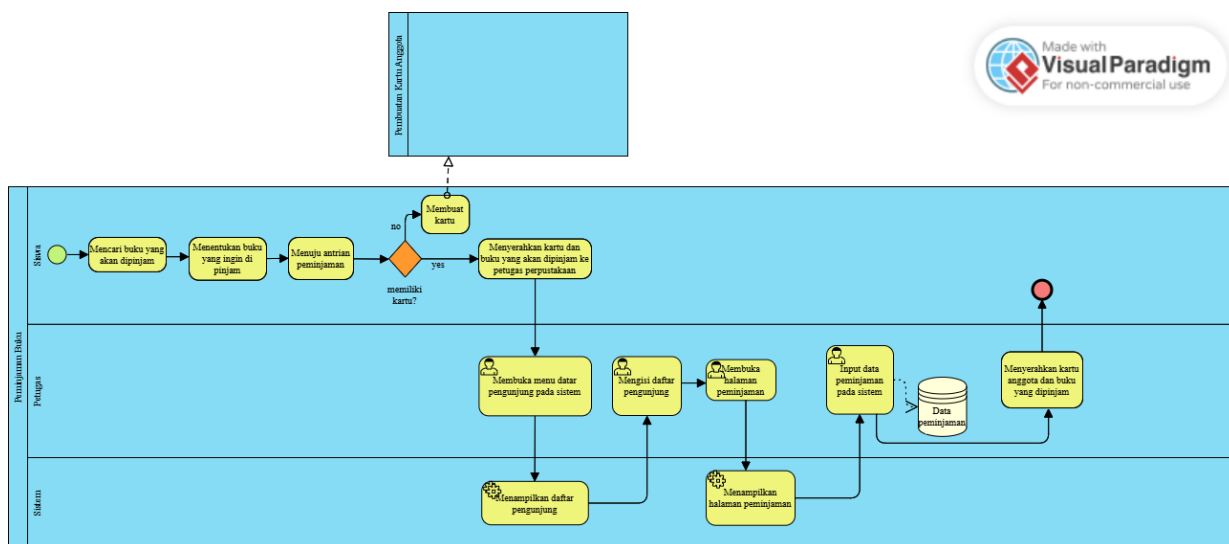 Pembuatan Kartu Anggota
Made with
Visual Paradigm
For non-commercial use
Peminjaman Buku
Siswa
Mencari buku yang
akan dipinjam
Menentukan buku
yang ingin di
pinjam
Menuju antrian
peminjaman
memiliki
kartu?
no
yes
Membuat
kartu
Menyerahkan kartu dan
buku yang akan dipinjam ke
petugas perpustakaan
Petugas
Membuka menu datar
pengunjung pada sistem
Mengisi daftar
pengunjung
Membuka
halaman
peminjaman
Input data
peminjaman
pada sistem
Data
peminjaman
Menyerahkan kartu
anggota dan buku
yang dipinjam
Sistem
Menampilkan daftar
pengunjung
Menampilkan
halaman peminjaman